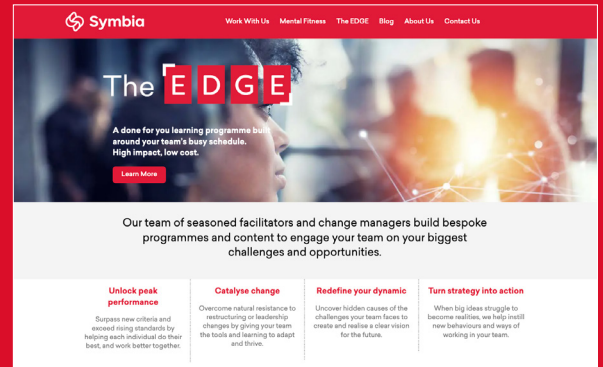 Symbia
Work With Us Mental Fitness The EDGE Blog About Us Contact Us
The EDGE
A done for you learning programme built
around your team's busy schedule.
High impact, low cost.
Learn More
Our team of seasoned facilitators and change managers build bespoke
programmes and content to engage your team on your biggest
challenges and opportunities.
Unlock peak
performance
Surpass new criteria and
exceed rising standards by
helping each individual do their
best, and work better together.
Catalyse change
Overcome natural resistance to
restructuring or leadership
changes by giving your team
the tools and learning to adapt
and thrive.
Redefine your dynamic
Uncover hidden causes of the
challenges your team faces to
create and realise a clear vision
for the future.
Turn strategy into action
When big ideas struggle to
become realities, we help instill
new behaviours and ways of
working in your team.